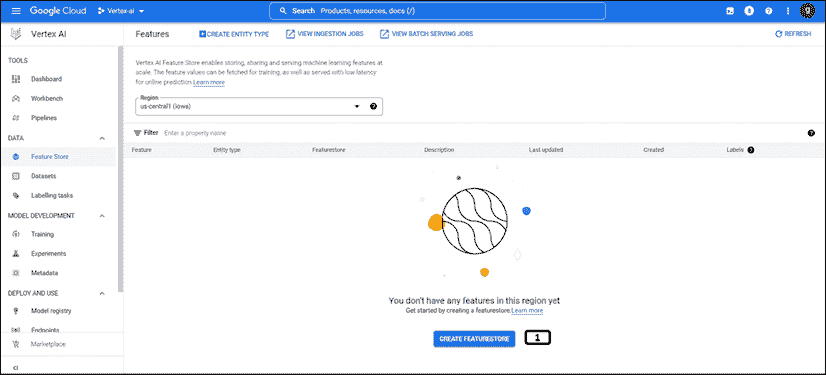 Google Cloud
Vertex-ai
Search Products, resources, docs (/)
8
Vertex AI
Features
CREATE ENTITY TYPE
VIEW INGESTION JOBS
VIEW BATCH SERVING JOBS
REFRESH
TOOLS
Dashboard
Workbench
Pipelines
DATA
Feature Store
Datasets
Labelling tasks
MODEL DEVELOPMENT
Training
Experiments
Metadata
DEPLOY AND USE
Model registry
Endpoints
Marketplace
Vertex AI Feature Store enables storing, sharing and serving machine learning features at
scale. The feature values can be fetched for training, as well as served with low latency
for online prediction Learn more
Region
us-central1 (Iowa)
Filter Enter a property name
Feature Entity type Featurestore Description Last updated Created Labels
You don't have any features in this region yet
Get started by creating a featurestore. Learn more
CREATE FEATURESTORE
1